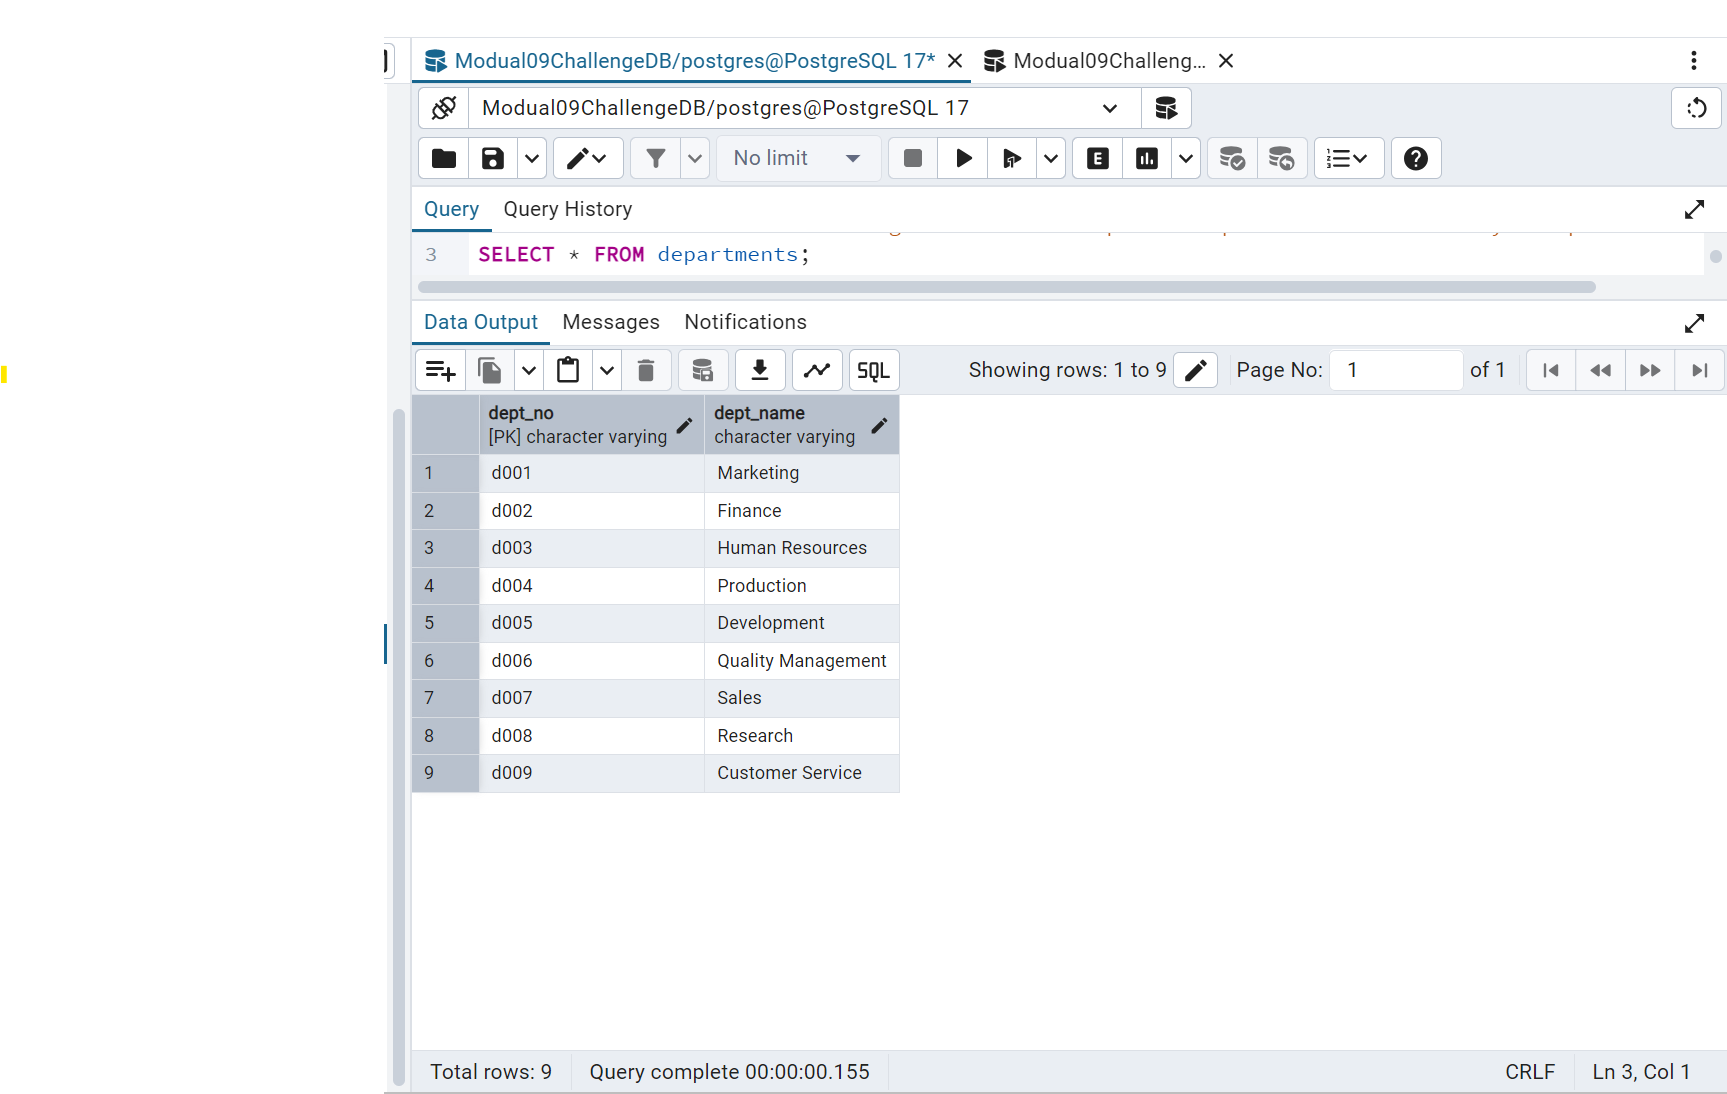 Modual09ChallengeDB/postgres@PostgreSQL 17* Modual09Challeng...
Modual09ChallengeDB/postgres@PostgreSQL 17
No limit E
Query Query History
3 SELECT * FROM departments;
Data Output Messages Notifications
SQL Showing rows: 1 to 9 Page No: 1 of 1
dept_no dept_name
[PK] character varying character varying
1 d001 Marketing
2 d002 Finance
3 d003 Human Resources
4 d004 Production
5 d005 Development
6 d006 Quality Management
7 d007 Sales
8 d008 Research
9 d009 Customer Service
Total rows: 9 Query complete 00:00:00.155 CRLF Ln 3, Col 1